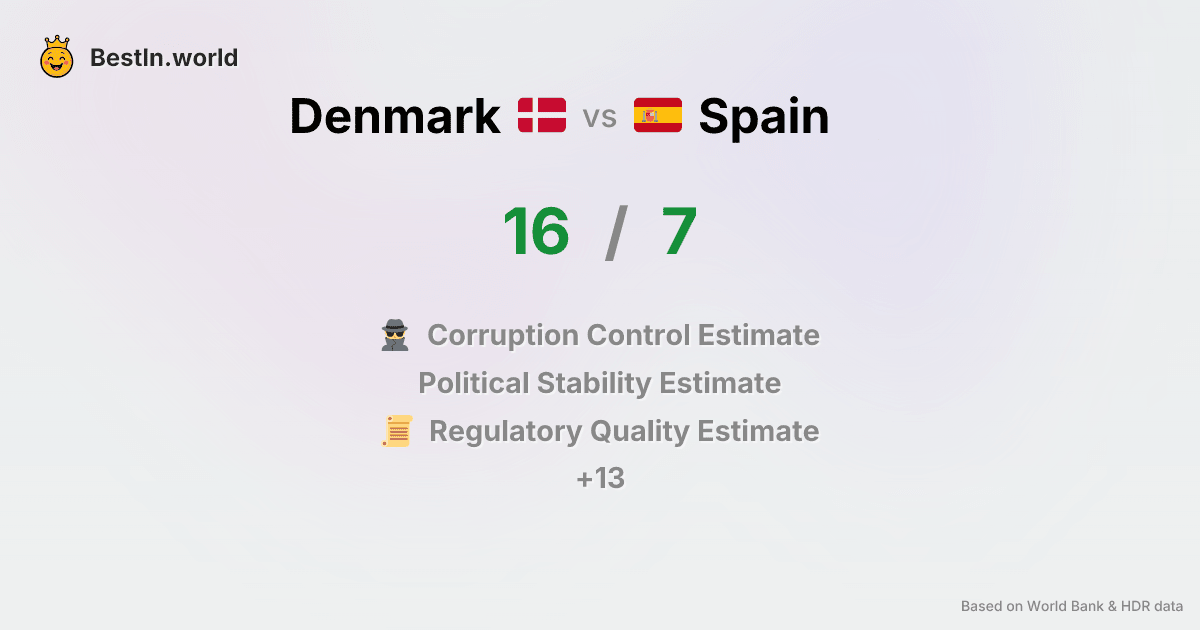 BestIn.world
Denmark vs Spain
16 / 7
Corruption Control Estimate
Political Stability Estimate
Regulatory Quality Estimate
+13
Based on World Bank & HDR data